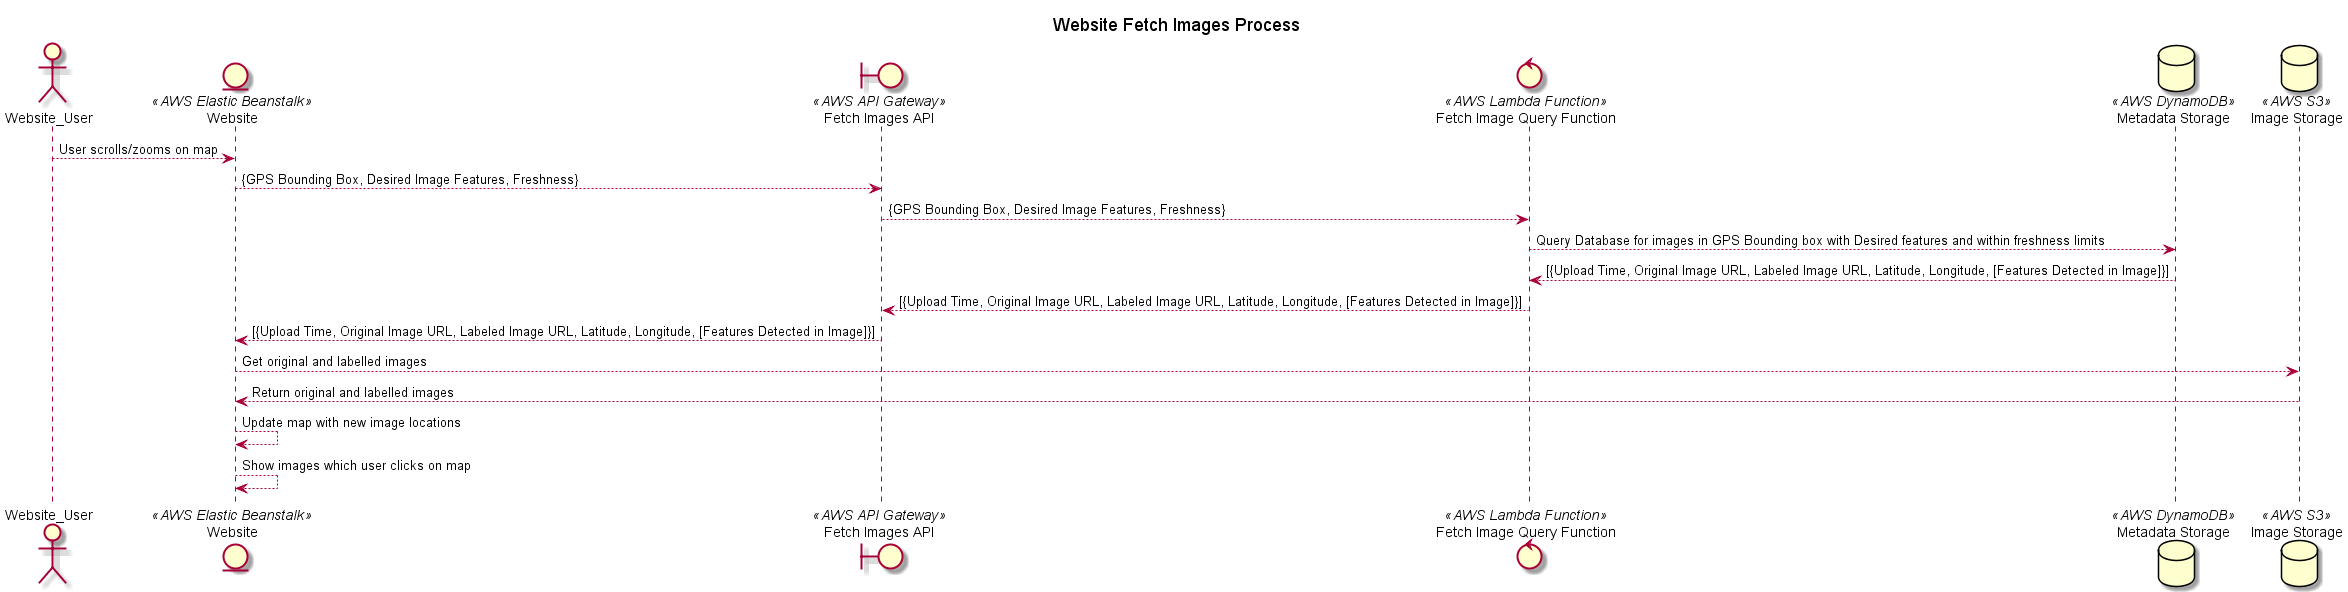 Website Fetch Images Process
Website_User
«AWS Elastic Beanstalk»
Website
«AWS API Gateway»
Fetch Images API
«AWS Lambda Function»
Fetch Image Query Function
«AWS DynamoDB»
Metadata Storage
«AWS S3»
Image Storage
User scrolls/zooms on map
{GPS Bounding Box, Desired Image Features, Freshness}
{GPS Bounding Box, Desired Image Features, Freshness}
Query Database for images in GPS Bounding box with Desired features and within freshness limits
[{Upload Time, Original Image URL, Labeled Image URL, Latitude, Longitude, [Features Detected in Image]}]
[{Upload Time, Original Image URL, Labeled Image URL, Latitude, Longitude, [Features Detected in Image]}]
[{Upload Time, Original Image URL, Labeled Image URL, Latitude, Longitude, [Features Detected in Image]}]
Get original and labelled images
Return original and labelled images
Update map with new image locations
Show images which user clicks on map
Website_User
«AWS Elastic Beanstalk»
Website
«AWS API Gateway»
Fetch Images API
«AWS Lambda Function»
Fetch Image Query Function
«AWS DynamoDB»
Metadata Storage
«AWS S3»
Image Storage